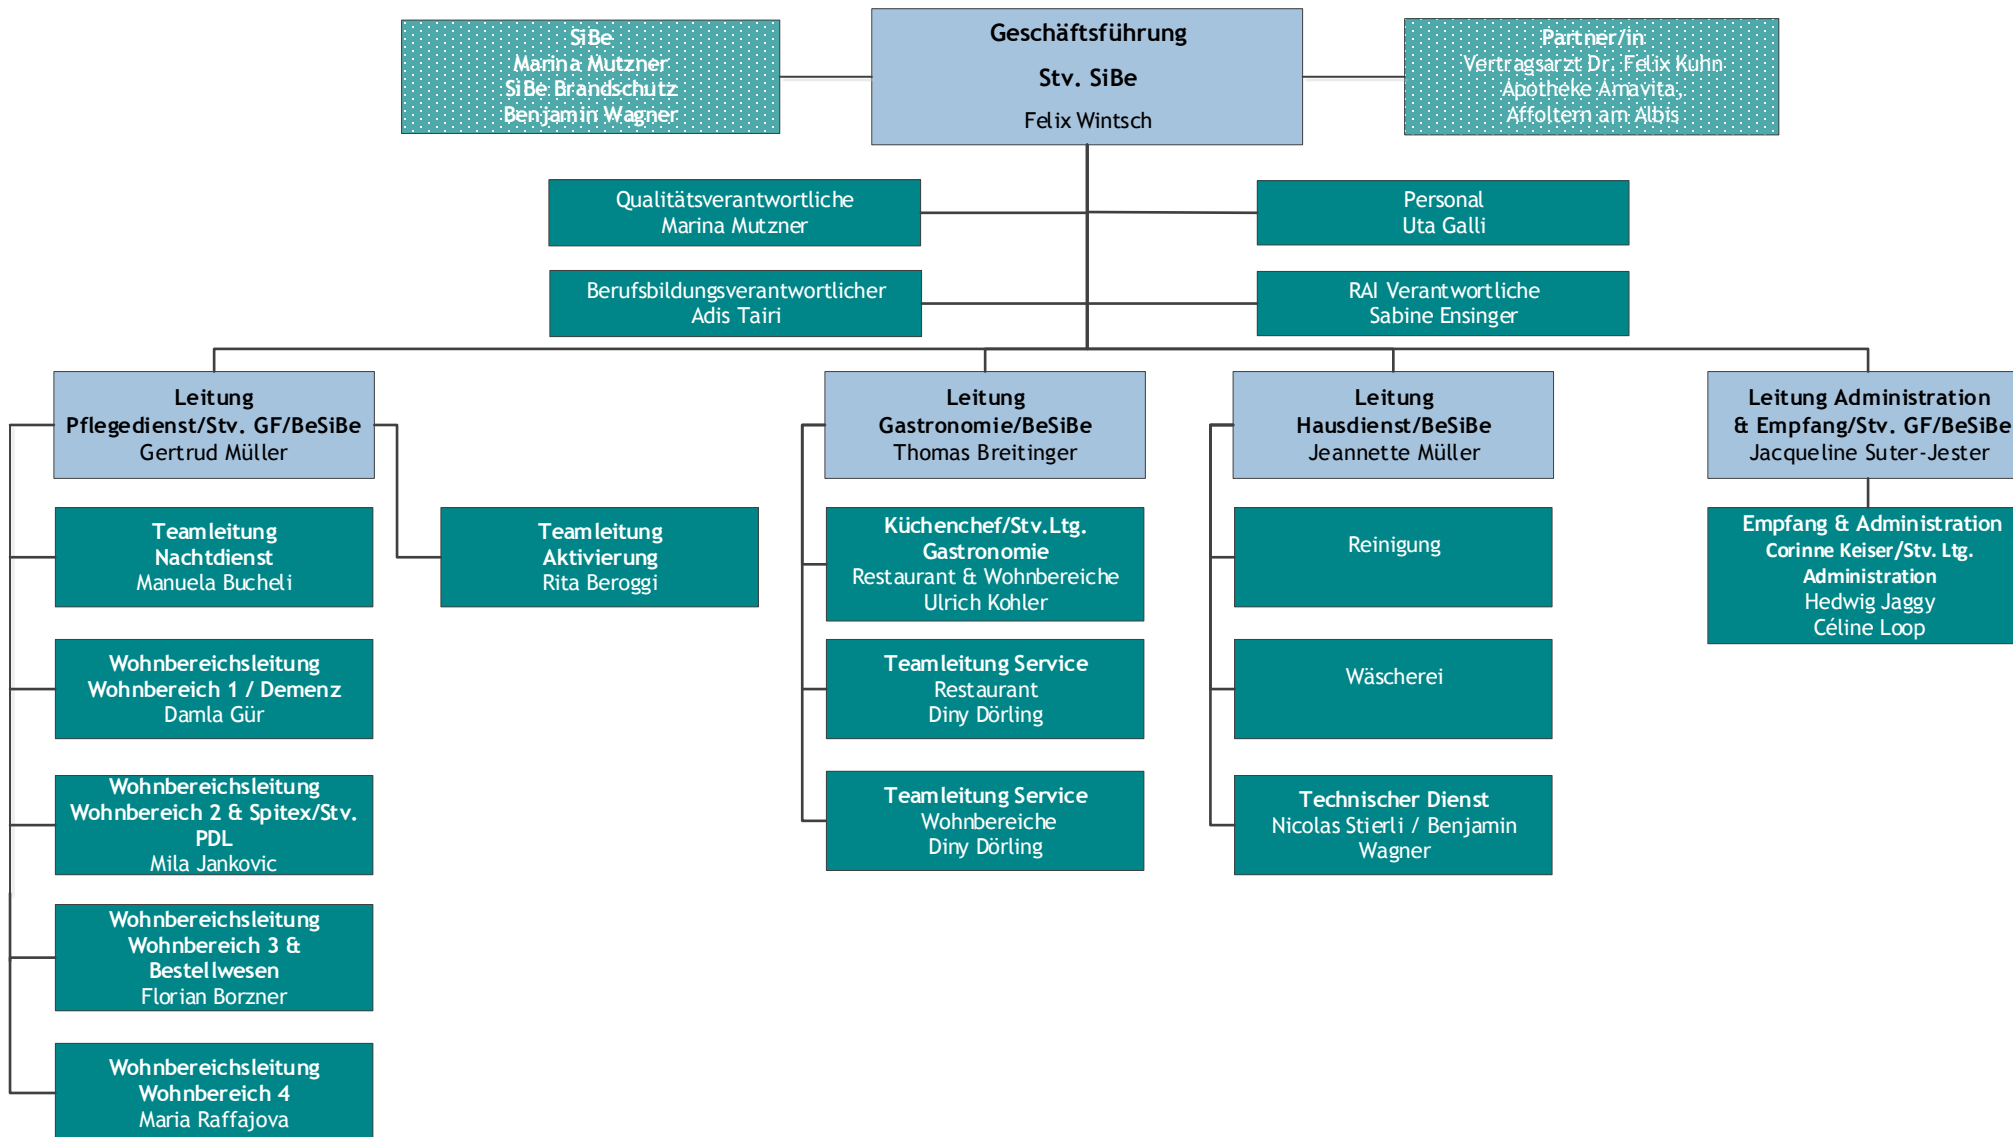 SiBe
Marina Mutzner
SiBe Brandschutz
Benjamin Wagner
Geschäftsführung
Stv. SiBe
Felix Wintsch
Partner/in
Vertragsarzt Dr. Felix Kuhn
Apotheke Amavita,
Affoltern am Albis
Qualitätsverantwortliche
Marina Mutzner
Personal
Uta Galli
Berufsbildungsverantwortlicher
Adis Tairi
RAI Verantwortliche
Sabine Ensinger
Leitung
Pflegedienst/Stv. GF/BeSiBe
Gertrud Müller
Leitung
Gastronomie/BeSiBe
Thomas Breitinger
Leitung
Hausdienst/BeSiBe
Jeannette Müller
Leitung Administration
& Empfang/Stv. GF/BeSiBe
Jacqueline Suter-Jester
Teamleitung
Nachtdienst
Manuela Bucheli
Teamleitung
Aktivierung
Rita Beroggi
Küchenchef/Stv.Ltg.
Gastronomie
Restaurant & Wohnbereiche
Ulrich Kohler
Reinigung
Empfang & Administration
Corinne Keiser/Stv. Ltg.
Administration
Hedwig Jaggy
Céline Loop
Wohnbereichsleitung
Wohnbereich 1 / Demenz
Damla Gür
Teamleitung Service
Restaurant
Diny Dörling
Wäscherei
Wohnbereichsleitung
Wohnbereich 2 & Spitex/Stv.
PDL
Mila Jankovic
Teamleitung Service
Wohnbereiche
Diny Dörling
Technischer Dienst
Nicolas Stierli / Benjamin
Wagner
Wohnbereichsleitung
Wohnbereich 3 &
Bestellwesen
Florian Borzner
Wohnbereichsleitung
Wohnbereich 4
Maria Raffajova